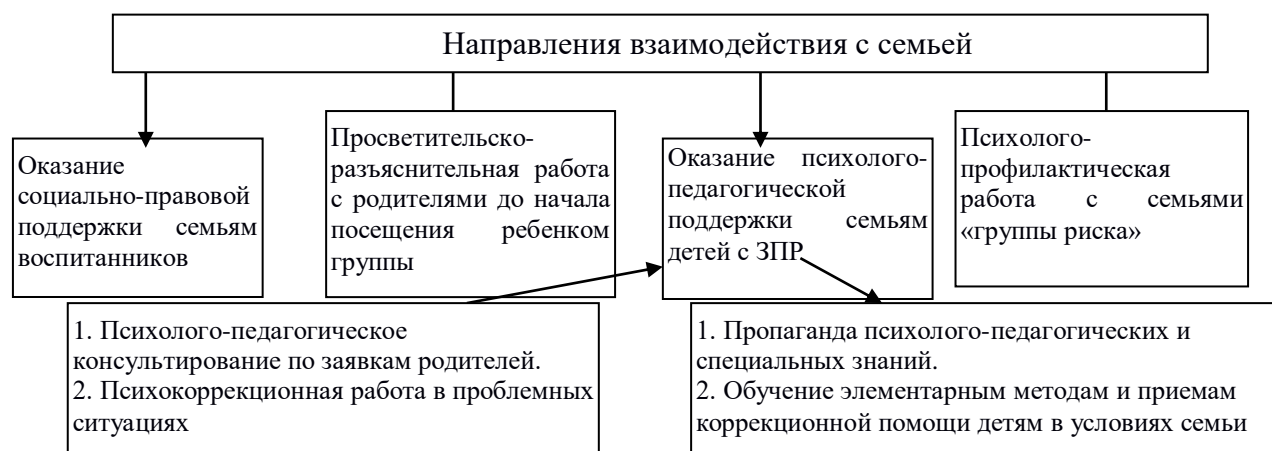 Направления взаимодействия с семьей
Оказание
социально-правовой
поддержки семьям
воспитанников
Просветительско-
разъяснительная работа
с родителями до начала
посещения ребенком
группы
Оказание психолого-
педагогической
поддержки семьям
детей с ЗПР
Психолого-
профилактическая
работа с семьями
«группы риска»
1. Психолого-педагогическое
консультирование по заявкам родителей.
2. Психокоррекционная работа в проблемных
ситуациях
1. Пропаганда психолого-педагогических и
специальных знаний.
2. Обучение элементарным методам и приемам
коррекционной помощи детям в условиях семьи